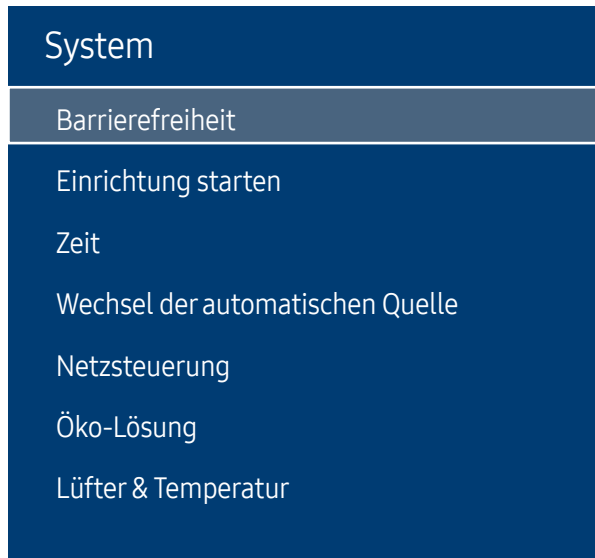 System
Barrierefreiheit
Einrichtung starten
Zeit
Wechsel der automatischen Quelle
Netzsteuerung
Öko-Lösung
Lüfter & Temperatur